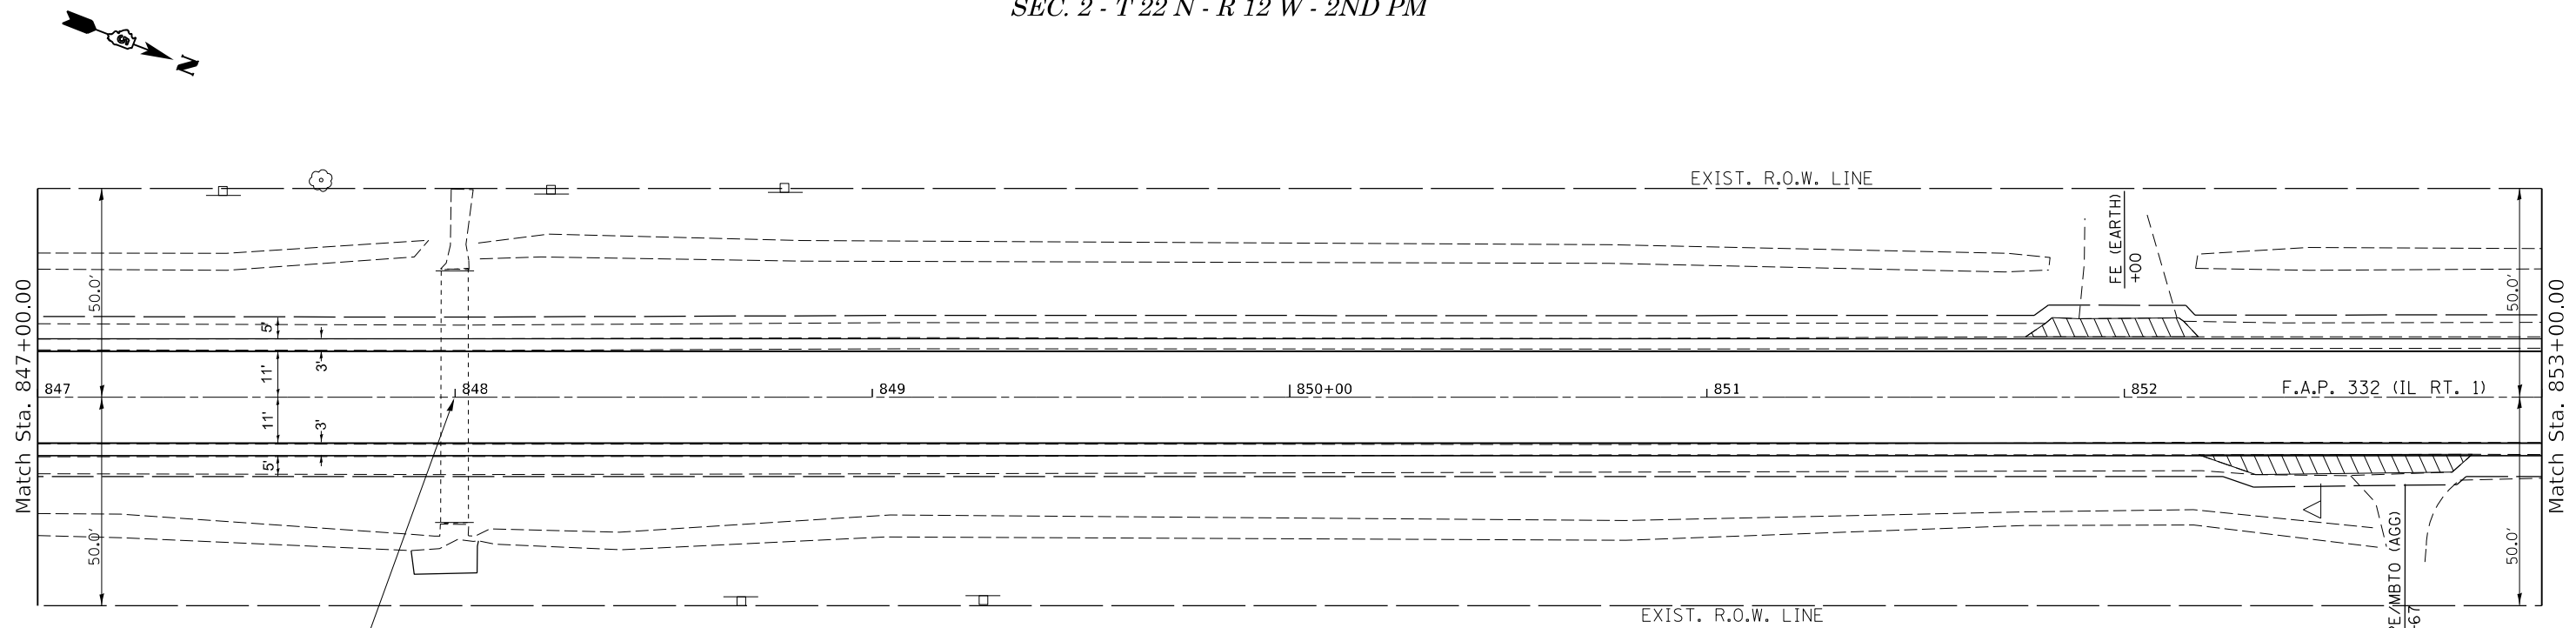 SEC. 2 - T 22 N - R 12 W - 2ND PM
N
EXIST. R.O.W. LINE
Match Sta. 847+00.00
50.0'
50.0'
5'
3'
11'
11'
3'
5'
847
848
849
850+00
851
852
F.A.P. 332 (IL RT. 1)
FE (EARTH)
+00
50.0'
50.0'
Match Sta. 853+00.00
PE/MBTO (AGG)
+67
EXIST. R.O.W. LINE